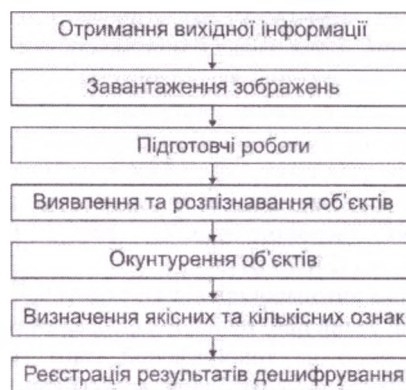 Отримання вихідної інформації
Завантаження зображень
Підготовчі роботи
Виявлення та розпізнавання об'єктів
Окунтурення об'єктів
Визначення якісних та кількісних ознак
Реєстрація результатів дешифрування